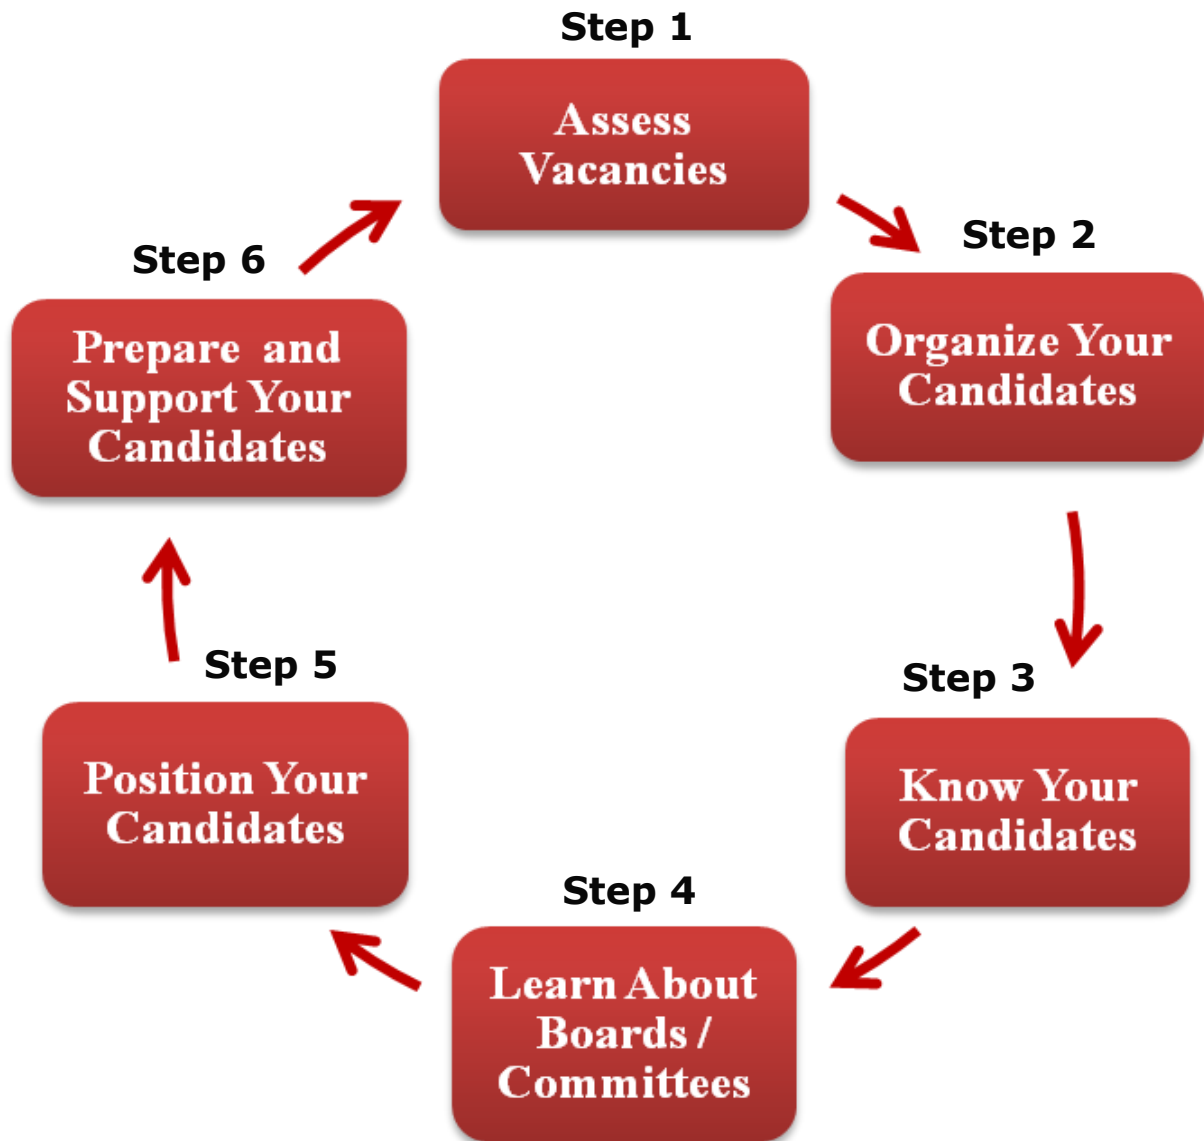 Step 1
Assess
Vacancies
Step 2
Organize Your
Candidates
Step 3
Know Your
Candidates
Step 4
Learn About
Boards /
Committees
Step 5
Position Your
Candidates
Step 6
Prepare and
Support Your
Candidates